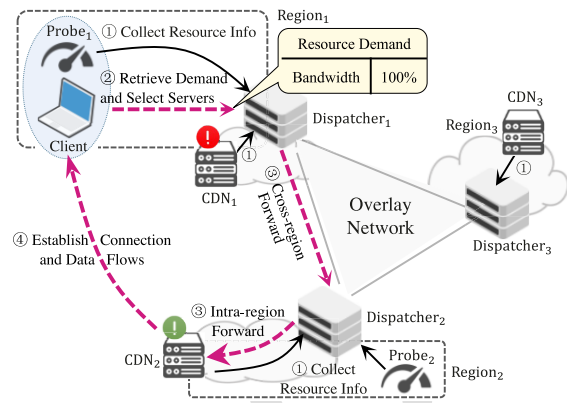 Probe₁
① Collect Resource Info
Region₁
Resource Demand
Bandwidth 100%
② Retrieve Demand
and Select Servers
Client
Dispatcher₁
CDN₁
①
③ Cross-region
Forward
Overlay
Network
CDN₃
Region₃
①
Dispatcher₃
④ Establish Connection
and Data Flows
③ Intra-region
Forward
Dispatcher₂
CDN₂
① Collect
Resource Info
Probe₂
Region₂